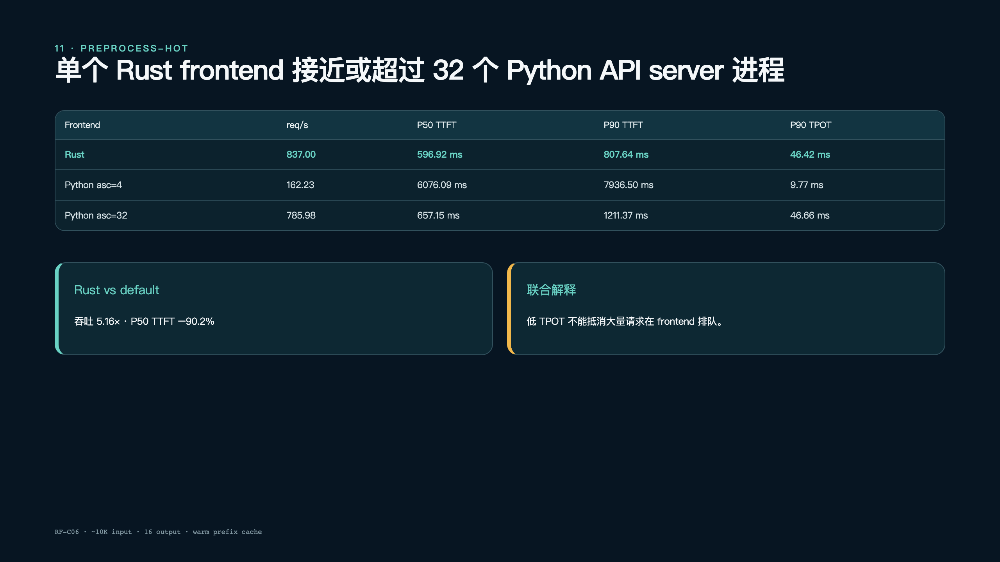 11 · PREPROCESS-HOT
单个 Rust frontend 接近或超过 32 个 Python API server 进程
Frontend req/s P50 TTFT P90 TTFT P90 TPOT
Rust 837.00 596.92 ms 807.64 ms 46.42 ms
Python asc=4 162.23 6076.09 ms 7936.50 ms 9.77 ms
Python asc=32 785.98 657.15 ms 1211.37 ms 46.66 ms
Rust vs default
吞吐 5.16× · P50 TTFT −90.2%
联合解释
低 TPOT 不能抵消大量请求在 frontend 排队。
RF-C06 · ~10K input · 16 output · warm prefix cache